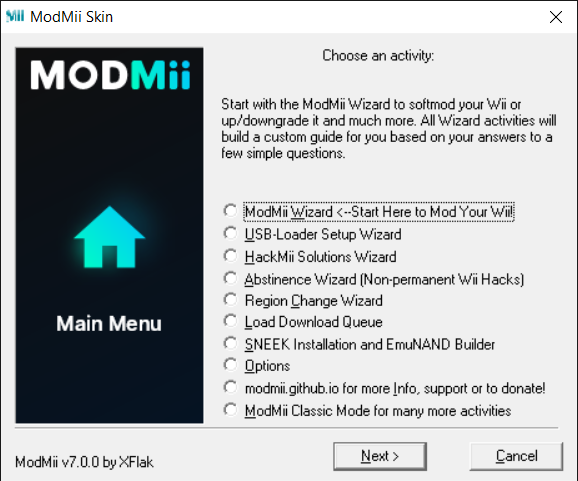 Mii ModMii Skin
MODMii
Main Menu
Choose an activity:
Start with the ModMii Wizard to softmod your Wii or
up/downgrade it and much more. All Wizard activities will
build a custom guide for you based on your answers to a
few simple questions.
ModMii Wizard <--Start Here to Mod Your Wii!
USB-Loader Setup Wizard
HackMii Solutions Wizard
Abstinence Wizard (Non-permanent Wii Hacks)
Region Change Wizard
Load Download Queue
SNEEK Installation and EmuNAND Builder
Options
modmii.github.io for more Info, support or to donate!
ModMii Classic Mode for many more activities
ModMii v7.0.0 by XFlak
Next >
Cancel